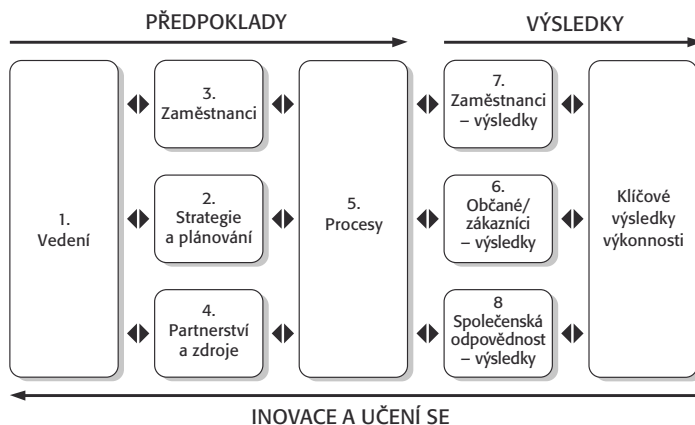 PŘEDPOKLADY
VÝSLEDKY
1.
Vedení
3.
Zaměstnanci
2.
Strategie
a plánování
4.
Partnerství
a zdroje
5.
Procesy
7.
Zaměstnanci
– výsledky
6.
Občané/
zákazníci
– výsledky
8
Společenská
odpovědnost
– výsledky
Klíčové
výsledky
výkonnosti
INOVACE A UČENÍ SE